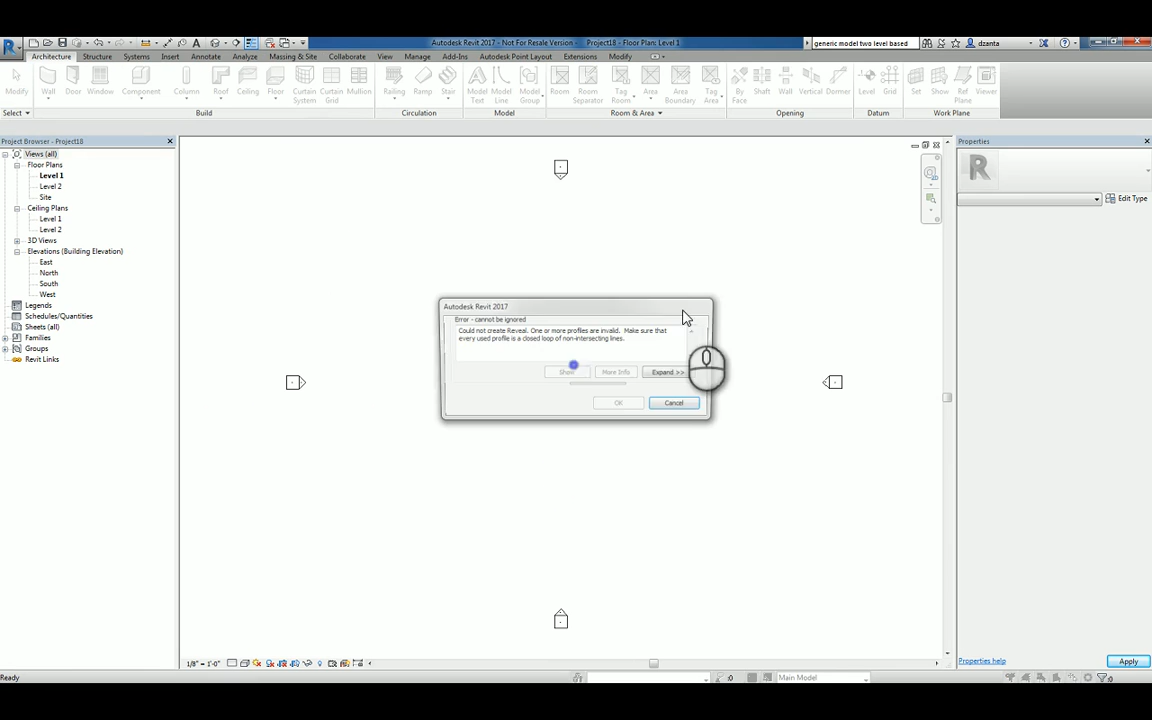 Autodesk Revit 2017 - Not For Resale Version - Project18 - Floor Plan: Level 1
generic model two level based
dzanta
Architecture Structure Systems Insert Annotate Analyze Massing & Site Collaborate View Manage Add-Ins Autodesk Point Layout Extensions Modify
Modify Wall Door Window Component Column Roof Ceiling Floor Curtain System Curtain Grid Mullion Railing Ramp Stair Model Text Model Line Model Group Room Room Separator Tag Room Area Area Boundary Tag Area By Face Shaft Wall Vertical Dormer Level Grid Set Show Ref Plane Viewer
Select Build Circulation Model Room & Area Opening Datum Work Plane
Project Browser - Project18
Properties
Views (all)
Floor Plans
Level 1
Level 2
Site
Ceiling Plans
Level 1
Level 2
3D Views
Elevations (Building Elevation)
East
North
South
West
Legends
Schedules/Quantities
Sheets (all)
Families
Groups
Revit Links
Edit Type
Autodesk Revit 2017
Error - cannot be ignored
Could not create Reveal. One or more profiles are invalid. Make sure that
every used profile is a closed loop of non-intersecting lines.
Show More Info Expand >>
OK Cancel
1/8" = 1'-0"
Properties help
Apply
Ready
:0
Main Model
:0